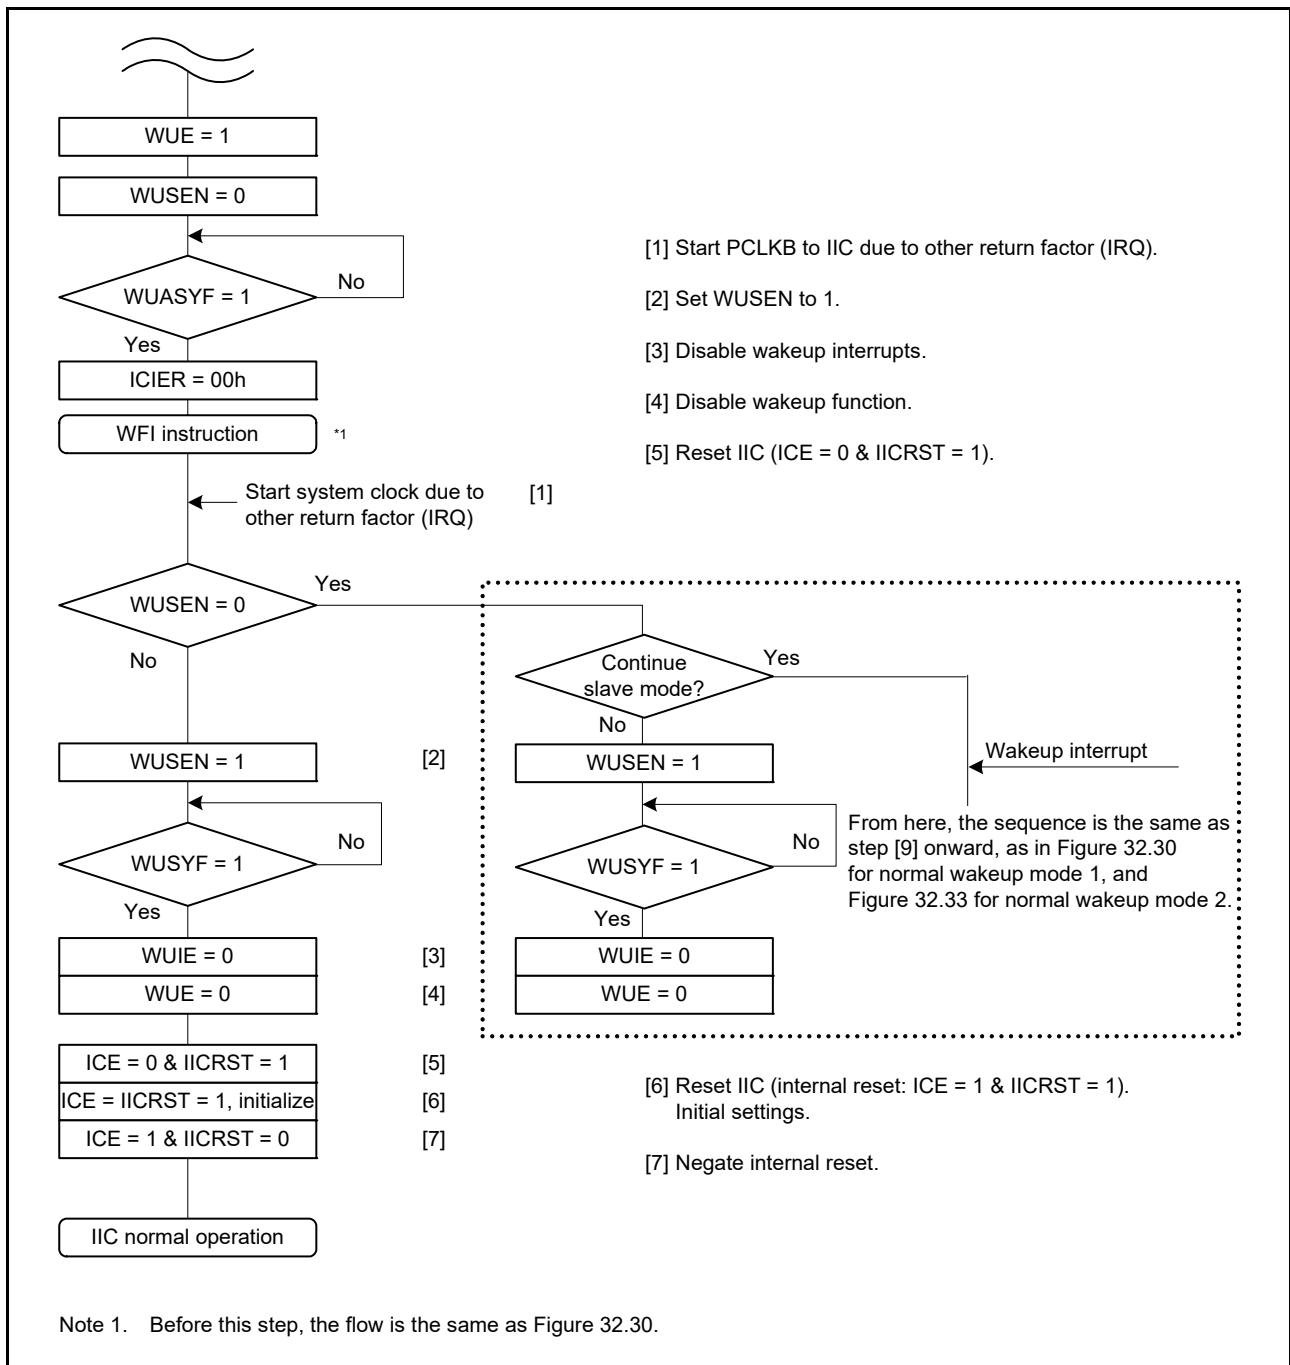 WUE = 1
WUSEN = 0
WUASYF = 1
No
Yes
ICIER = 00h
WFI instruction
*1
[1] Start PCLKB to IIC due to other return factor (IRQ).
[2] Set WUSEN to 1.
[3] Disable wakeup interrupts.
[4] Disable wakeup function.
[5] Reset IIC (ICE = 0 & IICRST = 1).
Start system clock due to
other return factor (IRQ)
[1]
WUSEN = 0
Yes
No
Continue
slave mode?
Yes
No
WUSEN = 1
[2]
WUSEN = 1
Wakeup interrupt
WUSYF = 1
No
Yes
WUSYF = 1
No
Yes
From here, the sequence is the same as
step [9] onward, as in Figure 32.30
for normal wakeup mode 1, and
Figure 32.33 for normal wakeup mode 2.
WUIE = 0
[3]
WUE = 0
[4]
WUIE = 0
WUE = 0
ICE = 0 & IICRST = 1
[5]
ICE = IICRST = 1, initialize
[6]
ICE = 1 & IICRST = 0
[7]
[6] Reset IIC (internal reset: ICE = 1 & IICRST = 1).
Initial settings.
[7] Negate internal reset.
IIC normal operation
Note 1. Before this step, the flow is the same as Figure 32.30.